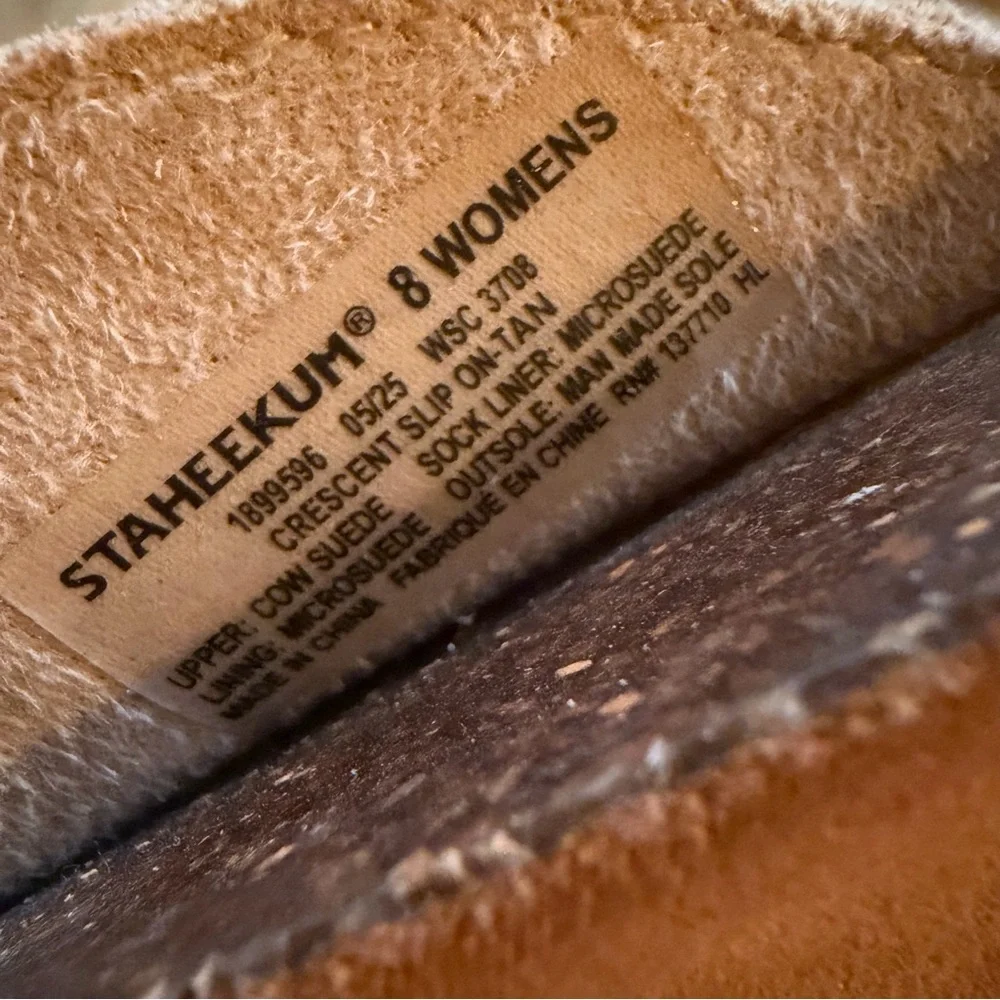 STAHEEKUM® 8 WOMENS
1899596 05/25 WSC 3708
CRESCENT SLIP ON-TAN
UPPER: COW SUEDE SOCK LINER: MICROSUEDE
LINING: MICROSUEDE OUTSOLE: MAN MADE SOLE
MADE IN CHINA FABRIQUÉ EN CHINE RN# 137710 HL